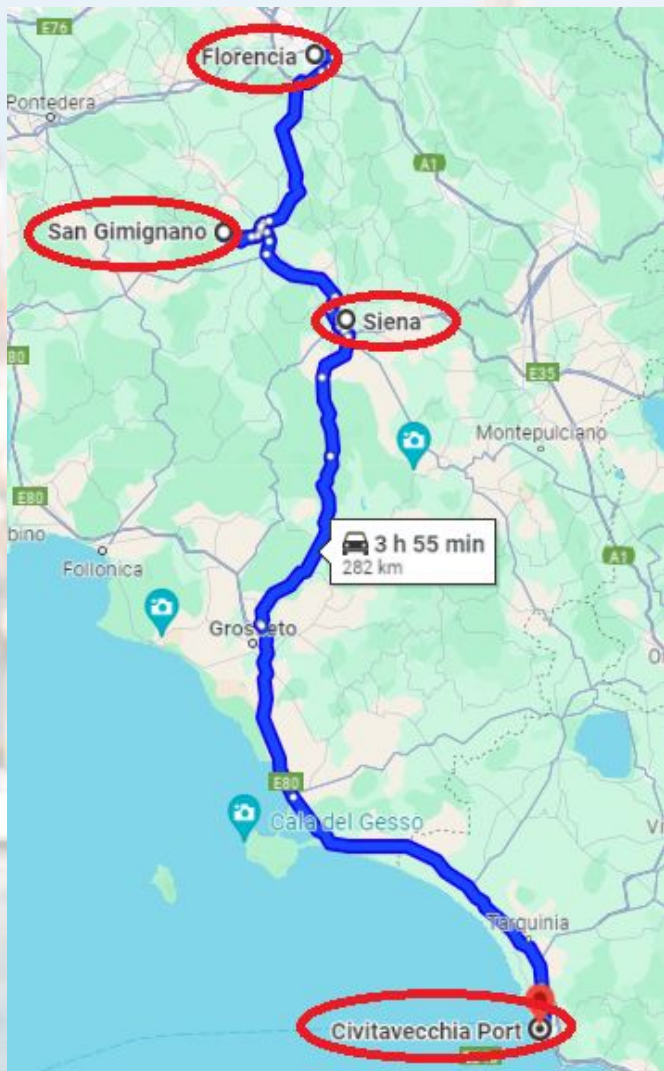 E76
Florencia
Pontedera
A1
San Gimignano
Siena
80
E35
Montepulciano
E80
bino
Follonica
3 h 55 min
282 km
A1
Grosseto
E80
Cala del Gesso
Tarquinia
Civitavecchia Port